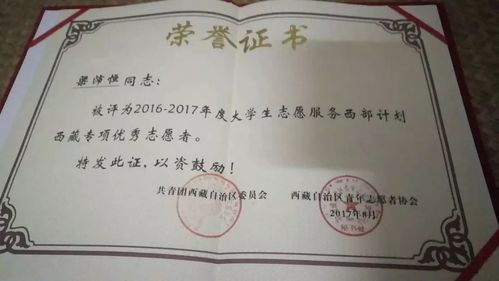 荣誉证书
梁沛恒同志：
被评为2016-2017年度大学生志愿服务西部计划
西藏专项优秀志愿者。
特发此证，以资鼓励！
共青团西藏自治区委员会 西藏自治区青年志愿者协会
2017年8月
秘书处